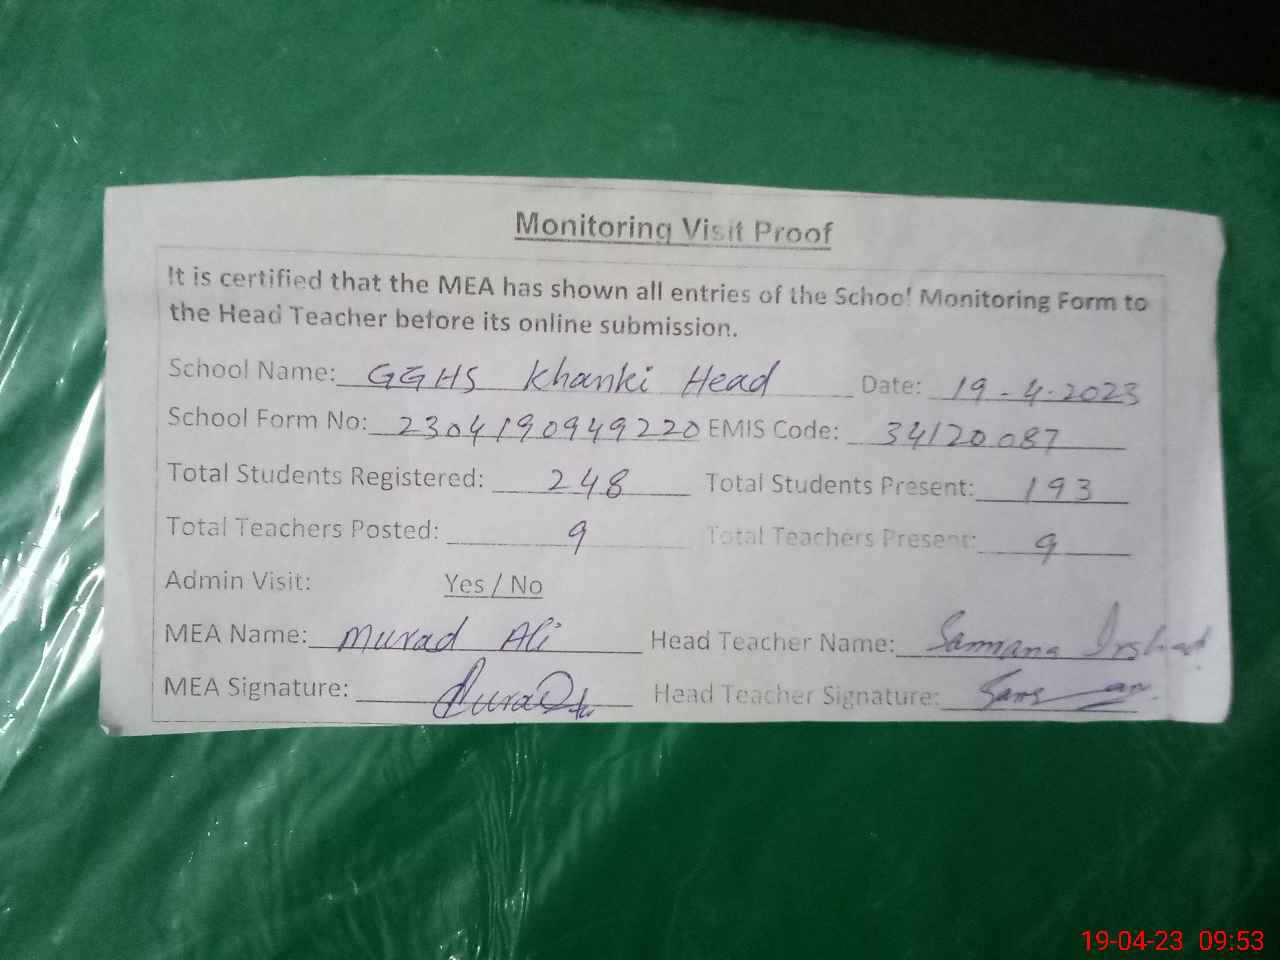 Monitoring Visit Proof
It is certified that the MEA has shown all entries of the School Monitoring Form to
the Head Teacher before its online submission.
School Name: GGHS Khanki Head Date: 19-4-2023
School Form No: 2304190949220 EMIS Code: 34120087
Total Students Registered: 248 Total Students Present: 193
Total Teachers Posted: 9 Total Teachers Present: 9
Admin Visit: Yes / No
MEA Name: Murad Ali Head Teacher Name: Samrana Irshad
MEA Signature: Head Teacher Signature:
19-04-23 09:53